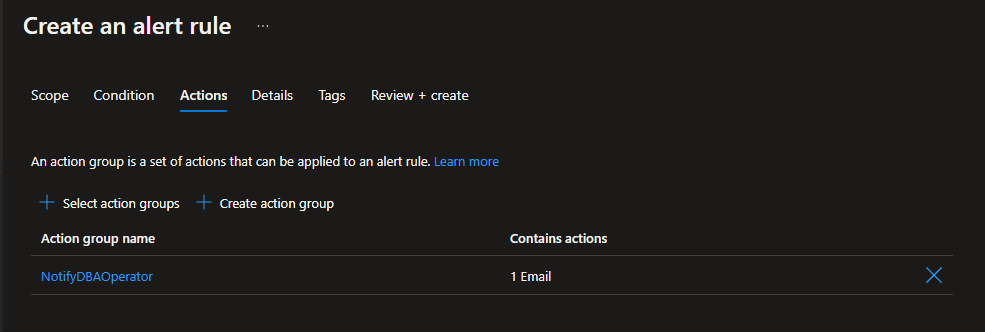 Create an alert rule ...
Scope Condition Actions Details Tags Review + create
An action group is a set of actions that can be applied to an alert rule. Learn more
+ Select action groups + Create action group
Action group name Contains actions
NotifyDBAOperator 1 Email